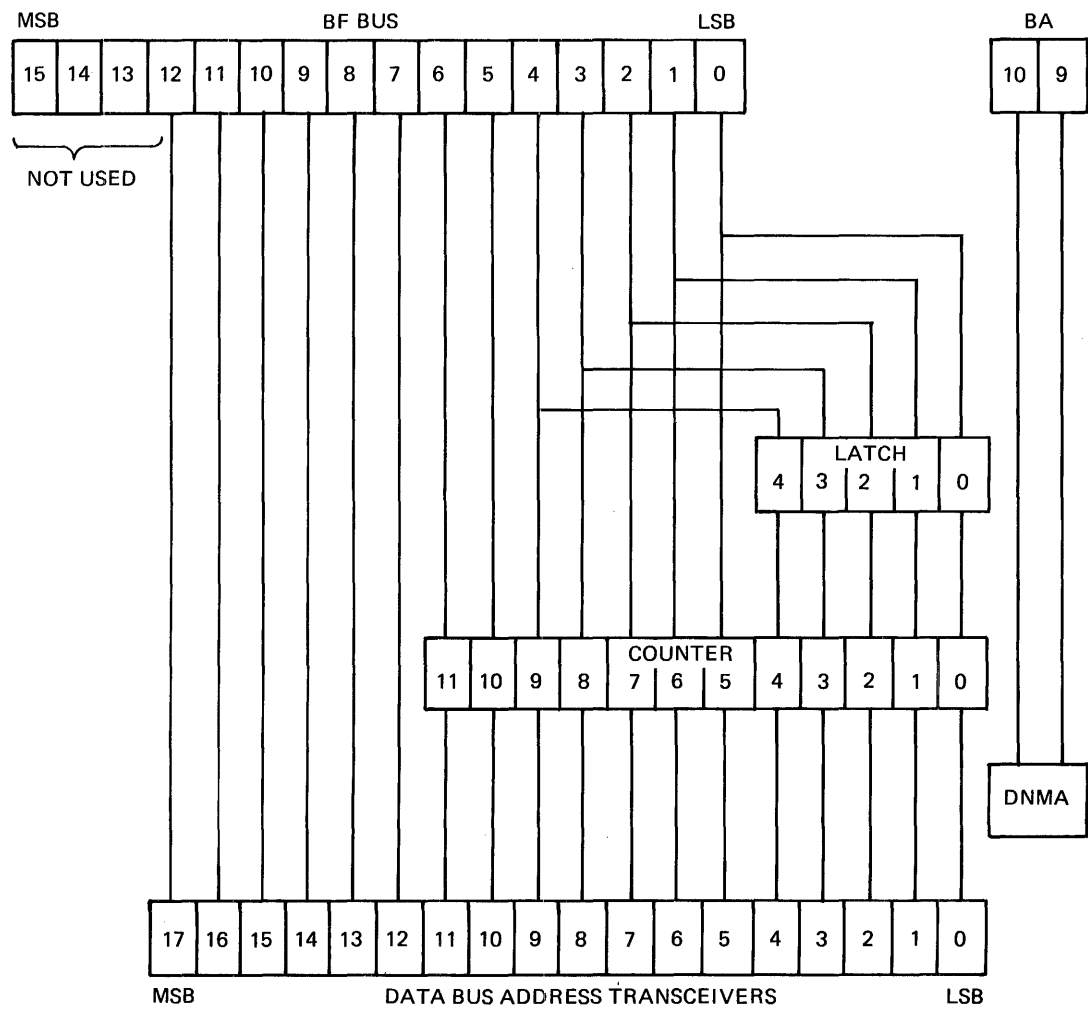 MSB BF BUS LSB BA
15 14 13 12 11 10 9 8 7 6 5 4 3 2 1 0 10 9
NOT USED
LATCH
4 3 2 1 0
COUNTER
11 10 9 8 7 6 5 4 3 2 1 0
DNMA
17 16 15 14 13 12 11 10 9 8 7 6 5 4 3 2 1 0
MSB DATA BUS ADDRESS TRANSCEIVERS LSB